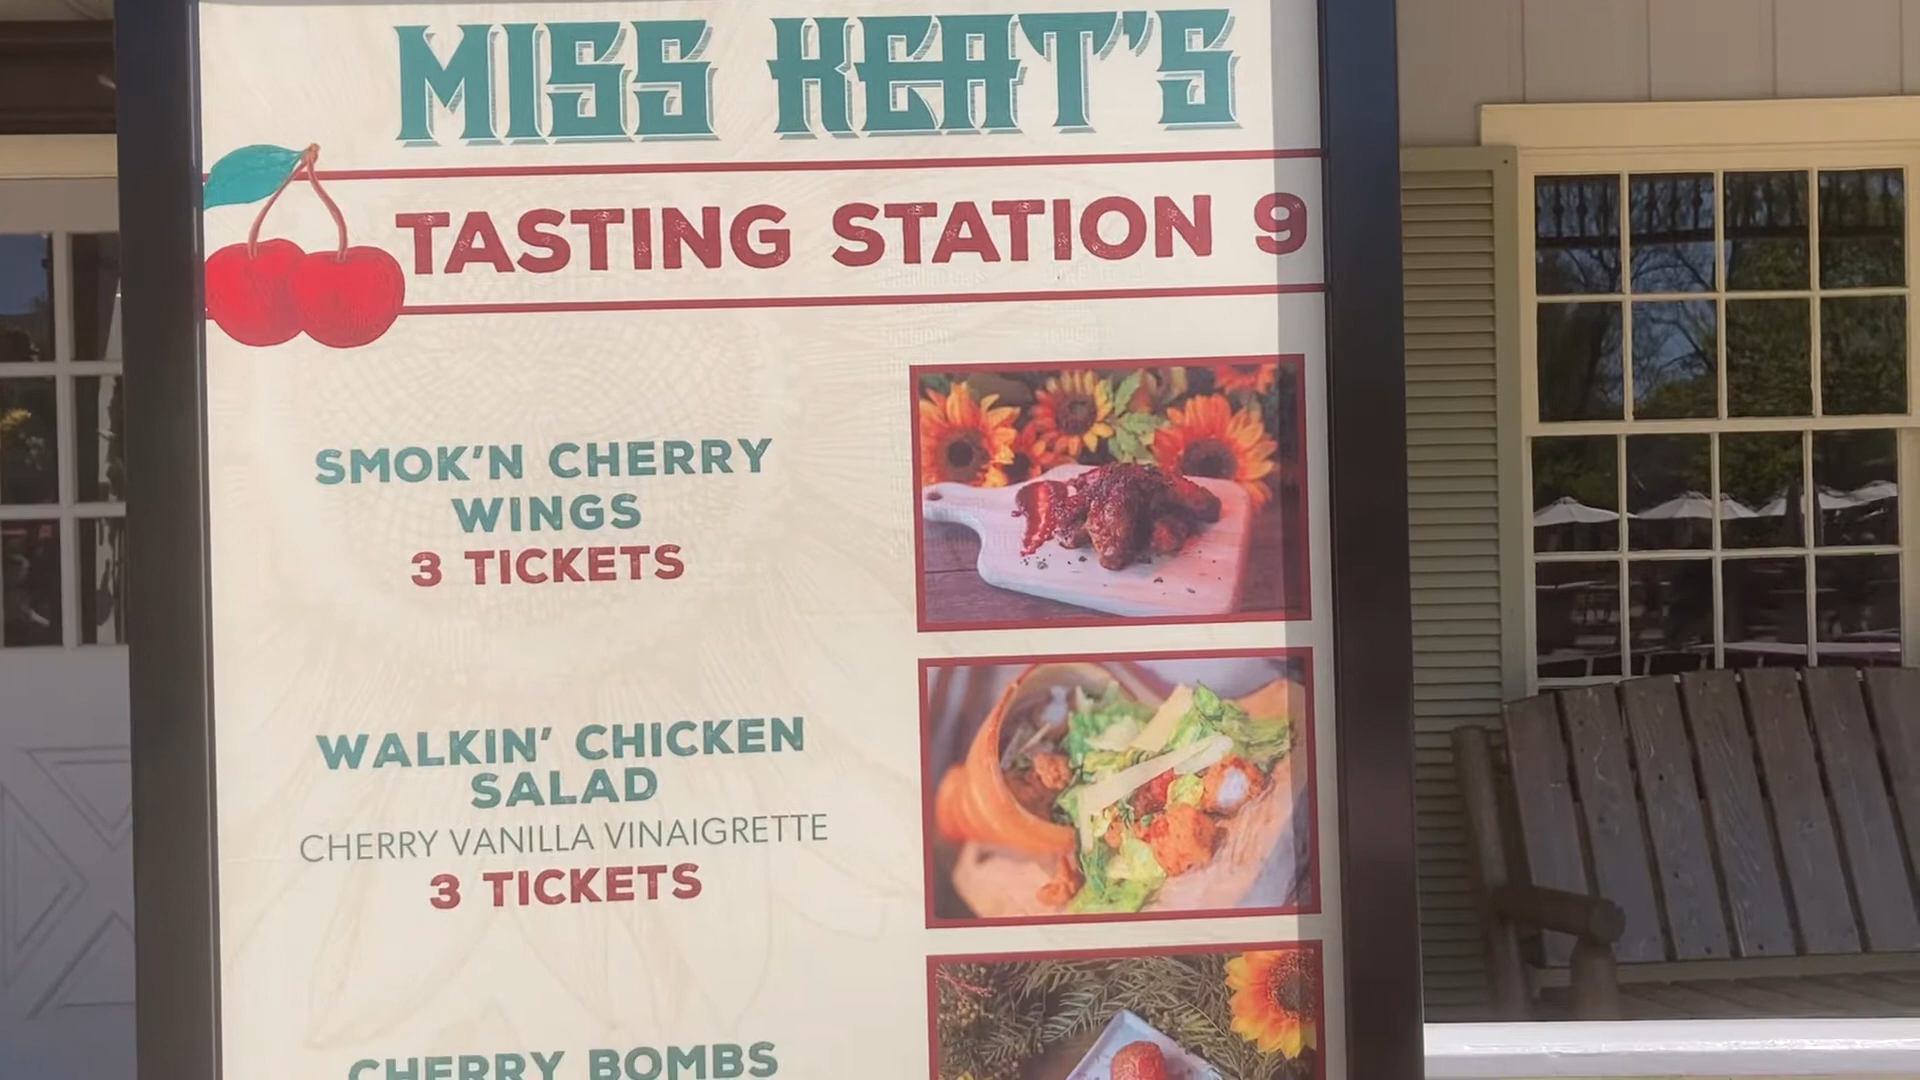 MISS KEAT'S
TASTING STATION 9
SMOK'N CHERRY
WINGS
3 TICKETS
WALKIN' CHICKEN
SALAD
CHERRY VANILLA VINAIGRETTE
3 TICKETS
CHERRY BOMBS